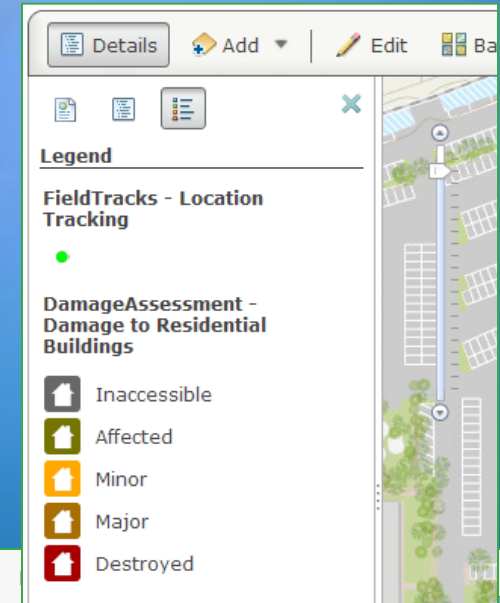 Details Add Edit Ba
Legend
FieldTracks - Location
Tracking
DamageAssessment -
Damage to Residential
Buildings
Inaccessible
Affected
Minor
Major
Destroyed